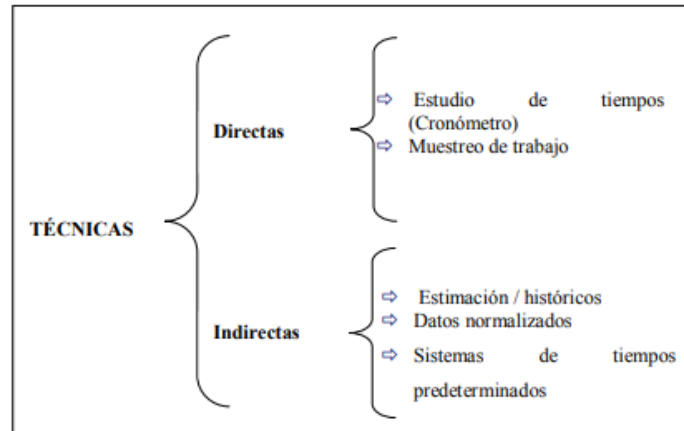 TÉCNICAS
Directas
Estudio de tiempos
(Cronómetro)
Muestreo de trabajo
Indirectas
Estimación / históricos
Datos normalizados
Sistemas de tiempos
predeterminados